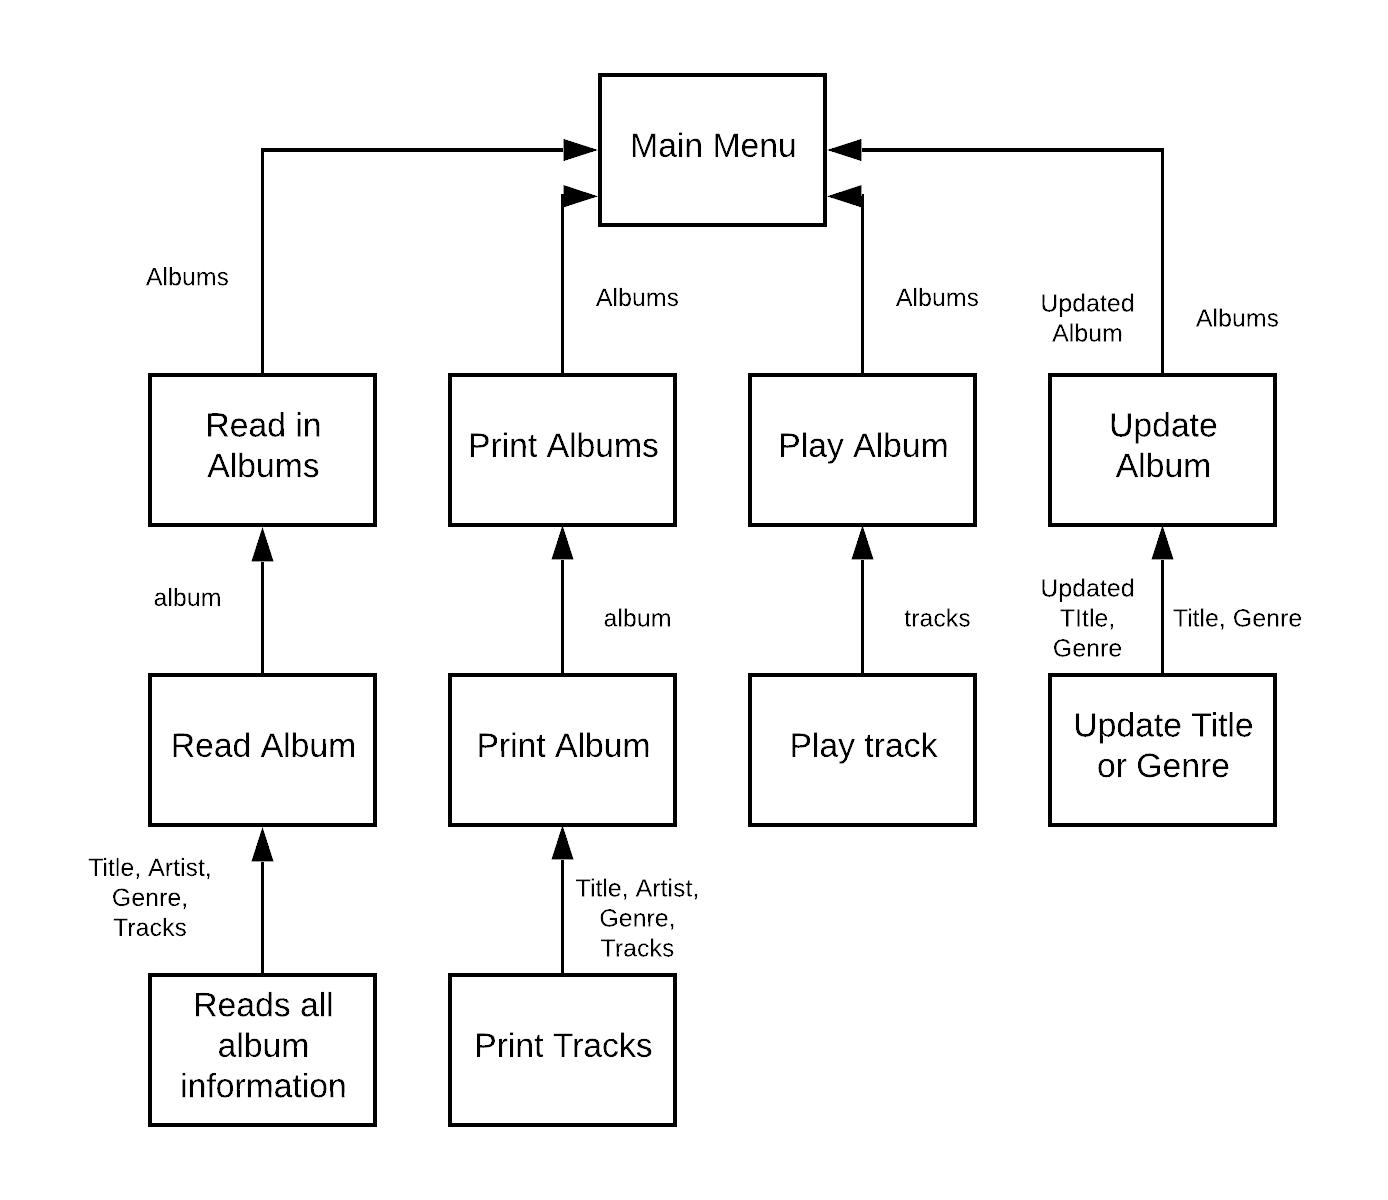 Main Menu
Albums
Albums
Albums
Updated
Album
Albums
Read in
Albums
Print Albums
Play Album
Update
Album
album
album
tracks
Updated
TItle,
Genre
Title, Genre
Read Album
Print Album
Play track
Update Title
or Genre
Title, Artist,
Genre,
Tracks
Title, Artist,
Genre,
Tracks
Reads all
album
information
Print Tracks